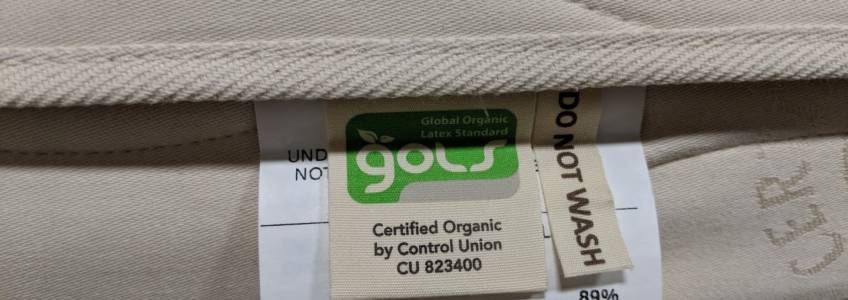 Global Organic
Latex Standard
gols
Certified Organic
by Control Union
CU 823400
DO NOT WASH
UND
NOT
89%